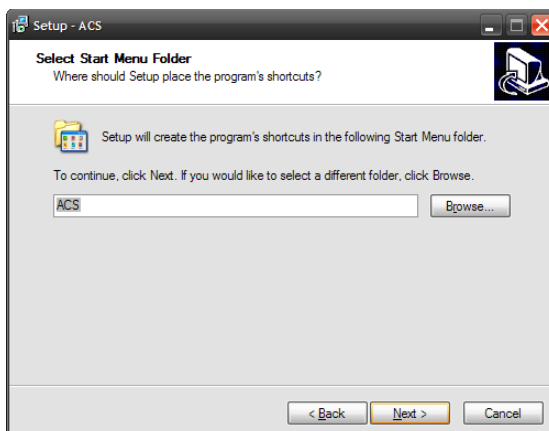 Setup - ACS
Select Start Menu Folder
Where should Setup place the program's shortcuts?
Setup will create the program's shortcuts in the following Start Menu folder.
To continue, click Next. If you would like to select a different folder, click Browse.
ACS
Browse...
< Back
Next >
Cancel